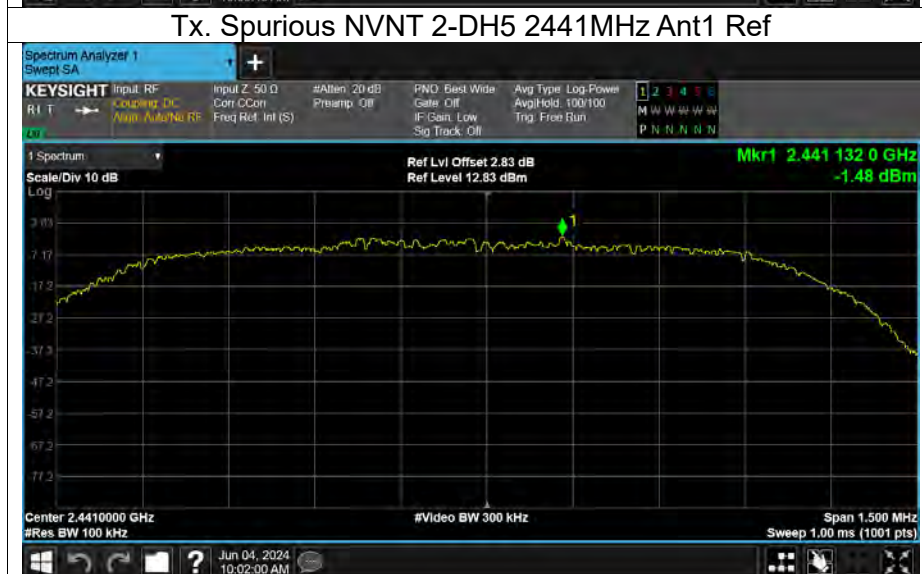 Tx. Spurious NVNT 2-DH5 2441MHz Ant1 Ref
Spectrum Analyzer 1
Swept SA
+
KEYSIGHT Input: RF Input Z: 50 Ω #Atten: 20 dB PNO: Best Wide Avg Type: Log-Power 1 2 3 4 5 6
RL T Coupling: DC Corr CCorr Preamp: Off Gate: Off Avg|Hold: 100/100 M W W W W W
Align: Auto/No RF Freq Ref: Int (S) IF Gain: Low Trig: Free Run
Sig Track: Off P N N N N N
1 Spectrum Ref Lvl Offset 2.83 dB Mkr1 2.441 132 0 GHz
Scale/Div 10 dB Ref Level 12.83 dBm -1.48 dBm
Log
1
2.83
-7.17
-17.2
-27.2
-37.2
-47.2
-57.2
-67.2
-77.2
Center 2.4410000 GHz #Video BW 300 kHz Span 1.500 MHz
#Res BW 100 kHz Sweep 1.00 ms (1001 pts)
? Jun 04, 2024
10:02:00 AM